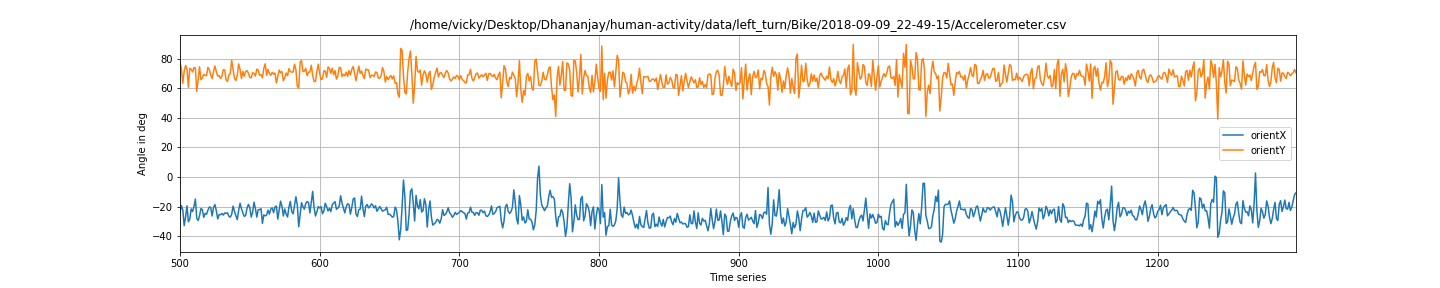 /home/vicky/Desktop/Dhananjay/human-activity/data/left_turn/Bike/2018-09-09_22-49-15/Accelerometer.csv
Angle in deg
80
60
40
20
0
−20
−40
orientX
orientY
500 600 700 800 900 1000 1100 1200
Time series